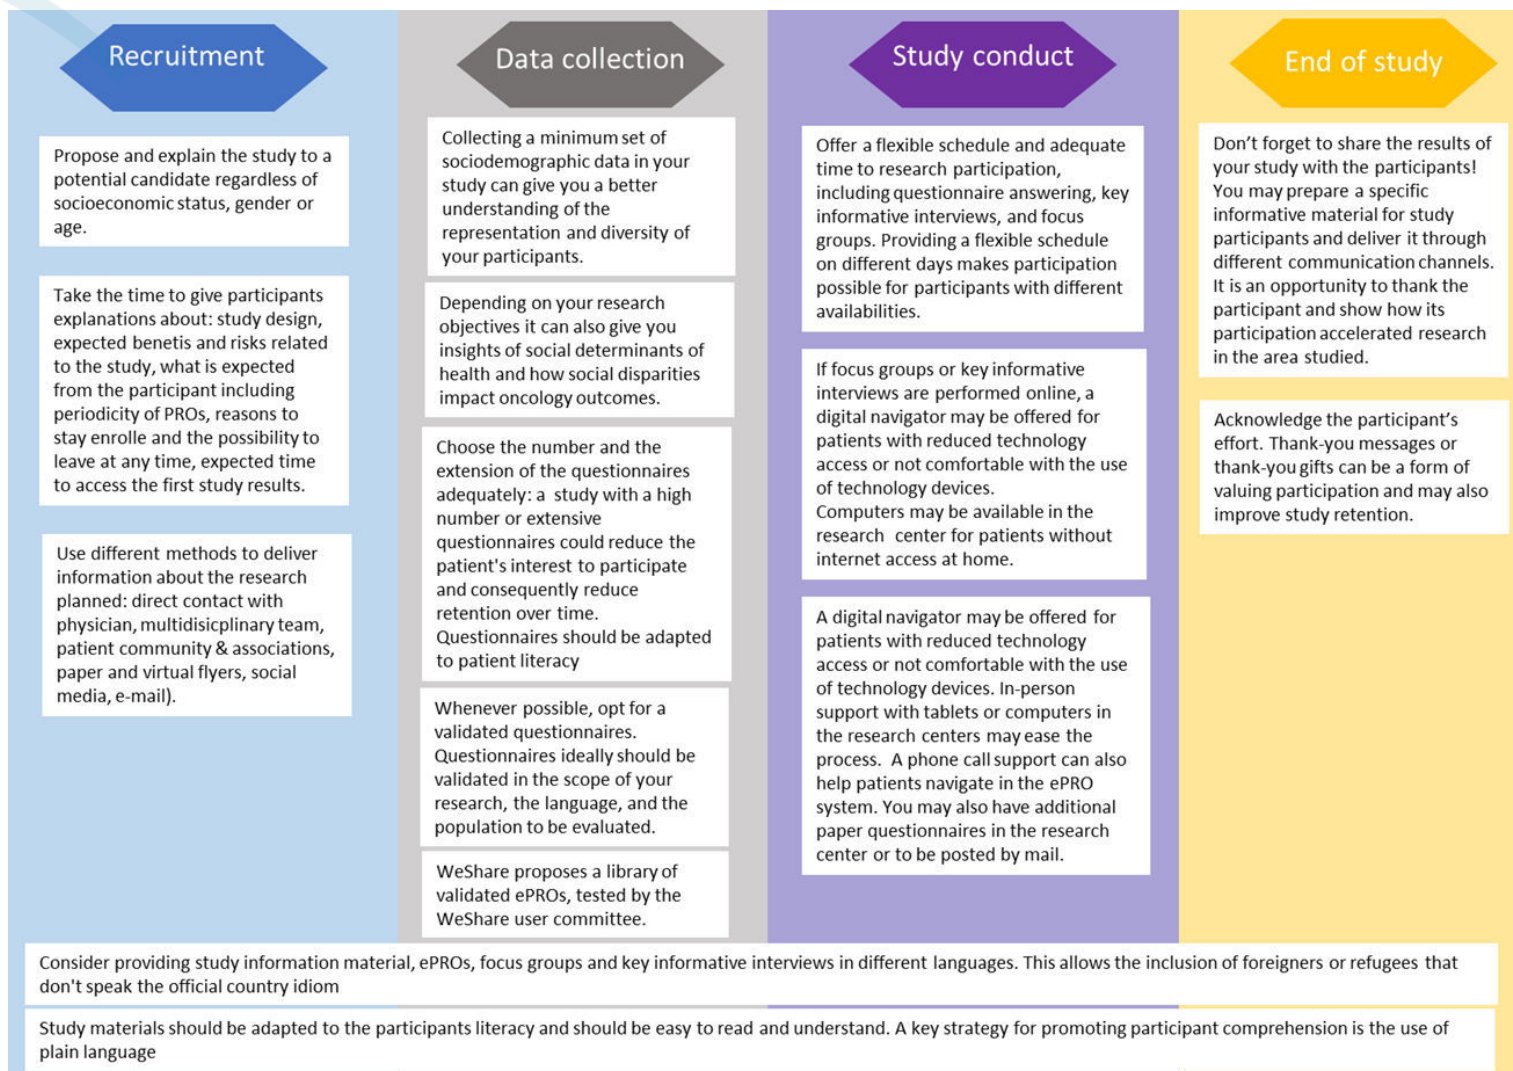 Recruitment
Propose and explain the study to a
potential candidate regardless of
socioeconomic status, gender or
age.
Take the time to give participants
explanations about: study design,
expected benetis and risks related
to the study, what is expected
from the participant including
periodicity of PROs, reasons to
stay enrolle and the possibility to
leave at any time, expected time
to access the first study results.
Use different methods to deliver
information about the research
planned: direct contact with
physician, multidisicplinary team,
patient community & associations,
paper and virtual flyers, social
media, e-mail).
Data collection
Collecting a minimum set of
sociodemographic data in your
study can give you a better
understanding of the
representation and diversity of
your participants.
Depending on your research
objectives it can also give you
insights of social determinants of
health and how social disparities
impact oncology outcomes.
Choose the number and the
extension of the questionnaires
adequately: a study with a high
number or extensive
questionnaires could reduce the
patient's interest to participate
and consequently reduce
retention over time.
Questionnaires should be adapted
to patient literacy
Whenever possible, opt for a
validated questionnaires.
Questionnaires ideally should be
validated in the scope of your
research, the language, and the
population to be evaluated.
WeShare proposes a library of
validated ePROs, tested by the
WeShare user committee.
Study conduct
Offer a flexible schedule and adequate
time to research participation,
including questionnaire answering, key
informative interviews, and focus
groups. Providing a flexible schedule
on different days makes participation
possible for participants with different
availabilities.
If focus groups or key informative
interviews are performed online, a
digital navigator may be offered for
patients with reduced technology
access or not comfortable with the use
of technology devices.
Computers may be available in the
research center for patients without
internet access at home.
A digital navigator may be offered for
patients with reduced technology
access or not comfortable with the use
of technology devices. In-person
support with tablets or computers in
the research centers may ease the
process. A phone call support can also
help patients navigate in the ePRO
system. You may also have additional
paper questionnaires in the research
center or to be posted by mail.
End of study
Don't forget to share the results of
your study with the participants!
You may prepare a specific
informative material for study
participants and deliver it through
different communication channels.
It is an opportunity to thank the
participant and show how its
participation accelerated research
in the area studied.
Acknowledge the participant's
effort. Thank-you messages or
thank-you gifts can be a form of
valuing participation and may also
improve study retention.
Consider providing study information material, ePROs, focus groups and key informative interviews in different languages. This allows the inclusion of foreigners or refugees that
don't speak the official country idiom
Study materials should be adapted to the participants literacy and should be easy to read and understand. A key strategy for promoting participant comprehension is the use of
plain language